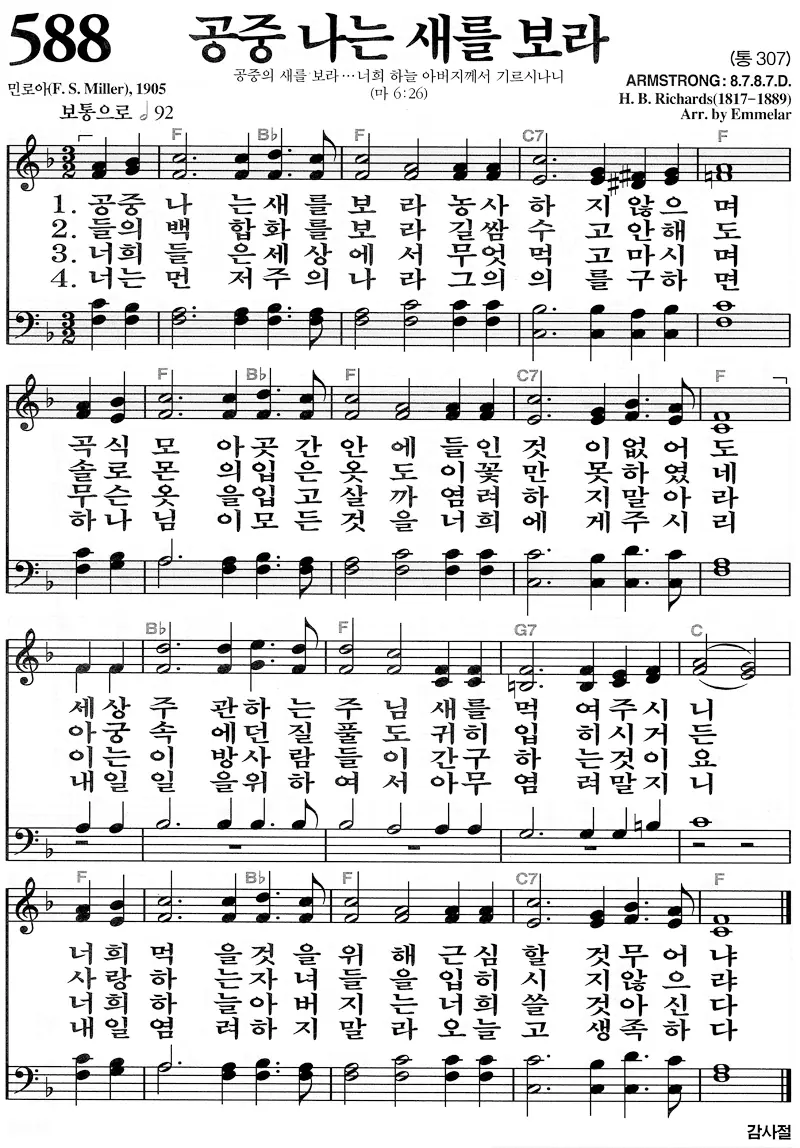 588 공중 나는 새를 보라
(통 307)
공중의 새를 보라…너희 하늘 아버지께서 기르시나니
(마 6:26)
민로아(F. S. Miller), 1905
ARMSTRONG: 8.7.8.7.D.
H. B. Richards(1817-1889)
Arr. by Emmelar
보통으로 ♩92
F B♭ F C7 F
1. 공중 나 는새 를 보 라 농사 하 지 않으 며
2. 들의 백 합화 를 보 라 길쌈 수 고 안해 도
3. 너희 들 은세 상 에 서 무엇 먹 고 마시 며
4. 너는 먼 저주 의 나 라 그의 의 를 구하 면
F B♭ F C7 F
곡식 모 아곳 간 안 에 들인 것 이 없어 도
솔로 몬 의입 은 옷 도 이꽃 만 못 하였 네
무슨 옷 을입 고 살 까 염려 하 지 말아 라
하나 님 이모 든 것 을 너희 에 게 주시 리
B♭ F G7 C
세상 주 관하 는 주 님 새를 먹 여 주시 니
아궁 속 에던 질 풀 도 귀히 입 히 시거 든
이는 이 방사 람 들 이 간구 하 는 것이 요
내일 일 을위 하 여 서 아무 염 려 말지 니
F B♭ F C7 F
너희 먹 을것 을 위 해 근심 할 것 무어 냐
사랑 하 는자 녀 들 을 입히 시 지 않으 랴
너희 하 늘아 버 지 는 너희 쓸 것 아신 다
내일 염 려하 지 말 라 오늘 고 생 족하 다
감사절